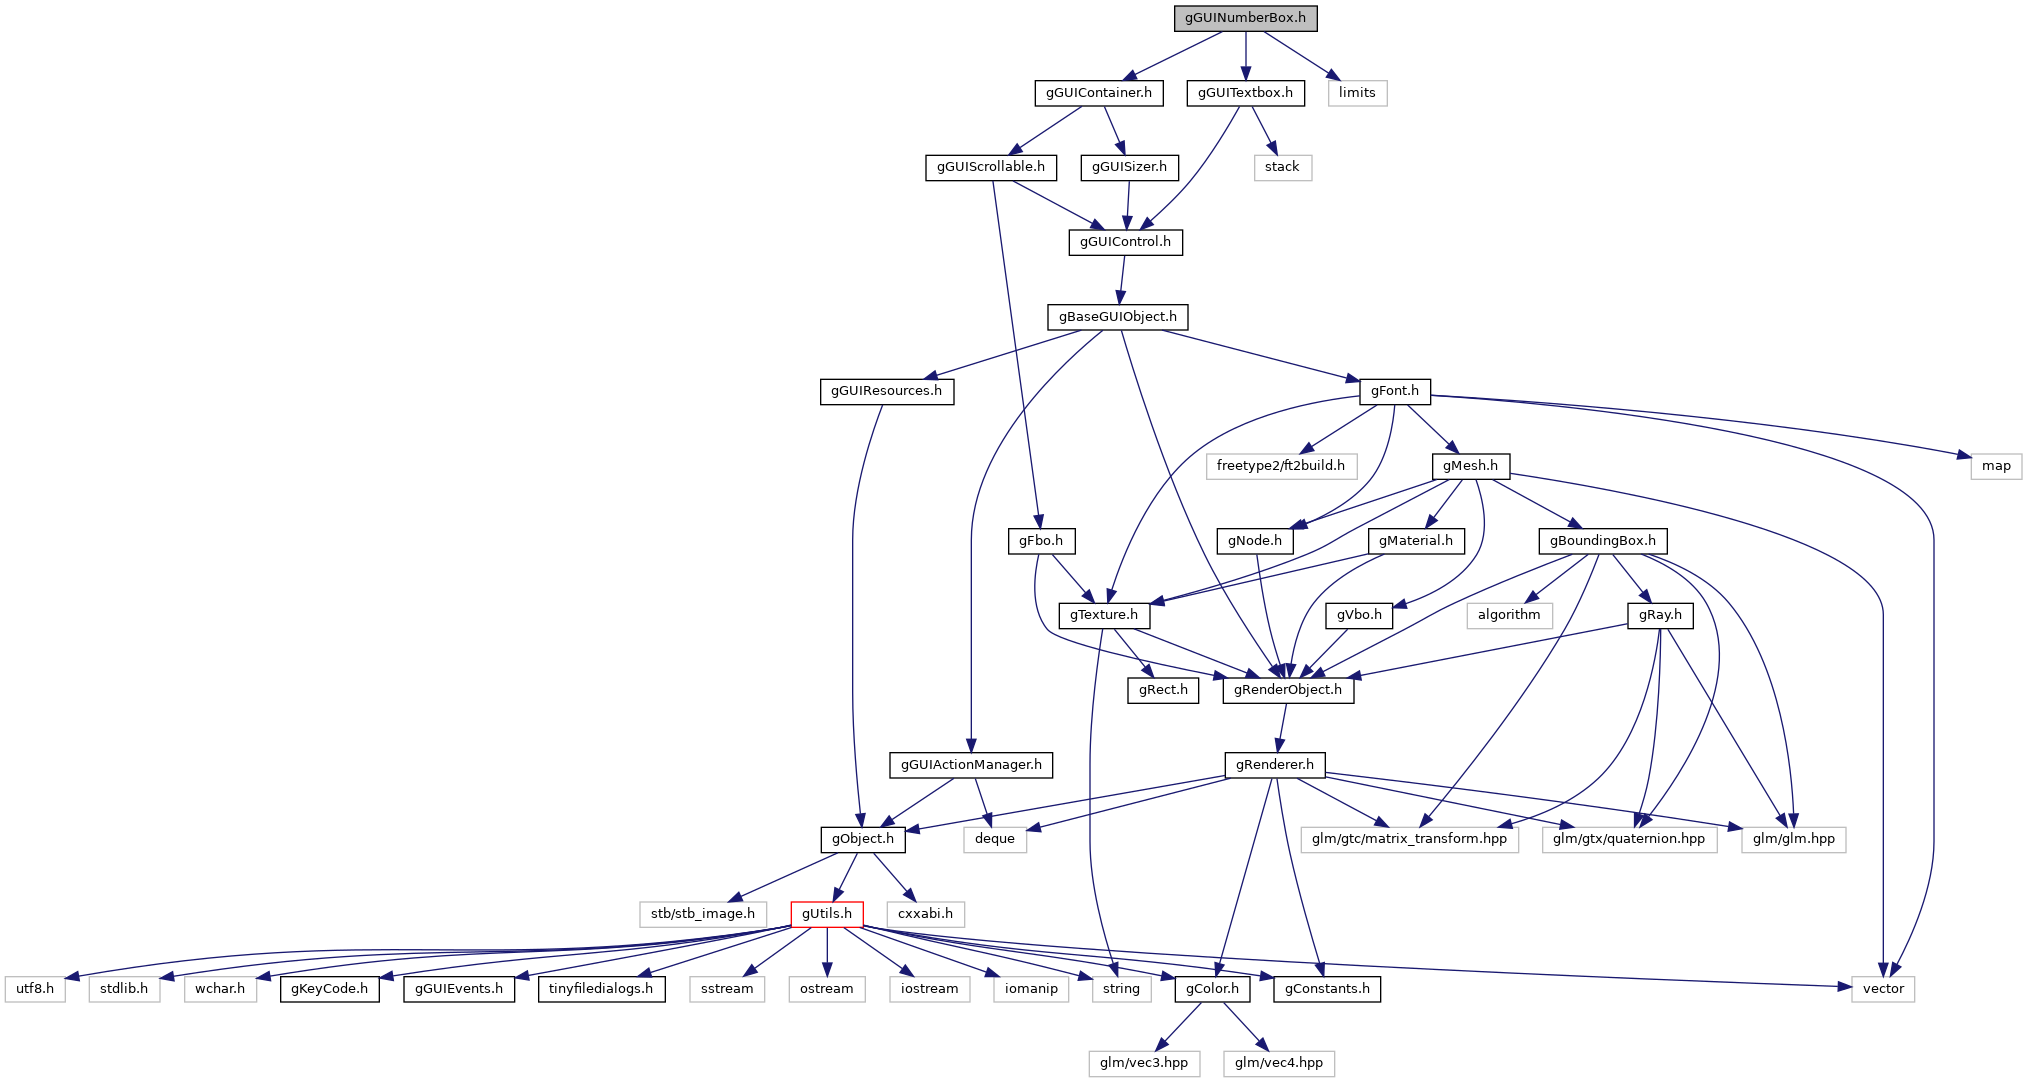 gGUINumberBox.h
gGUIContainer.h
gGUITextbox.h
limits
gGUIScrollable.h
gGUISizer.h
stack
gGUIControl.h
gBaseGUIObject.h
gGUIResources.h
gFont.h
freetype2/ft2build.h
gMesh.h
map
gFbo.h
gNode.h
gMaterial.h
gBoundingBox.h
gTexture.h
gVbo.h
algorithm
gRay.h
gRect.h
gRenderObject.h
gGUIActionManager.h
gRenderer.h
gObject.h
deque
glm/gtc/matrix_transform.hpp
glm/gtx/quaternion.hpp
glm/glm.hpp
stb/stb_image.h
gUtils.h
cxxabi.h
utf8.h
stdlib.h
wchar.h
gKeyCode.h
gGUIEvents.h
tinyfiledialogs.h
sstream
ostream
iostream
iomanip
string
gColor.h
gConstants.h
vector
glm/vec3.hpp
glm/vec4.hpp